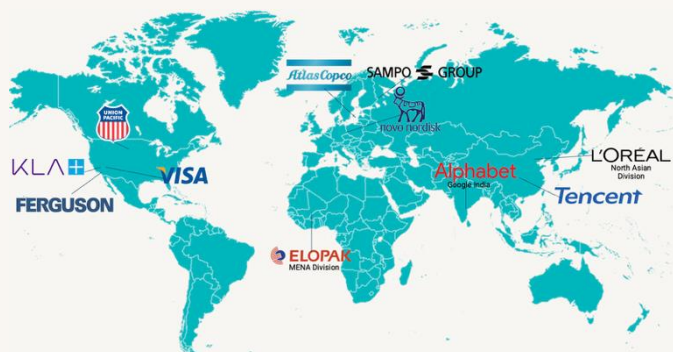 Atlas Copco
SAMPO GROUP
UNION
PACIFIC
novo nordisk
KLA
VISA
FERGUSON
L'ORÉAL
North Asian
Division
Alphabet
Google India
Tencent
ELOPAK
MENA Division